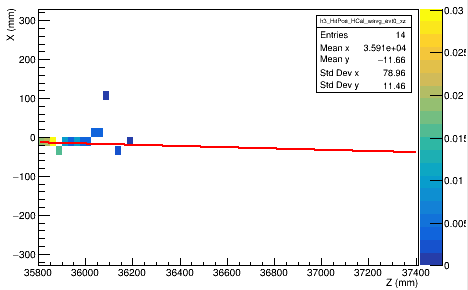 h3_HitPosi_HCal_wavg_evt0_xz
Entries 14
Mean x 3.591e+04
Mean y −11.66
Std Dev x 78.96
Std Dev y 11.46
X (mm)
300
200
100
0
−100
−200
−300
35800 36000 36200 36400 36600 36800 37000 37200 37400
Z (mm)
0.03
0.025
0.02
0.015
0.01
0.005
0